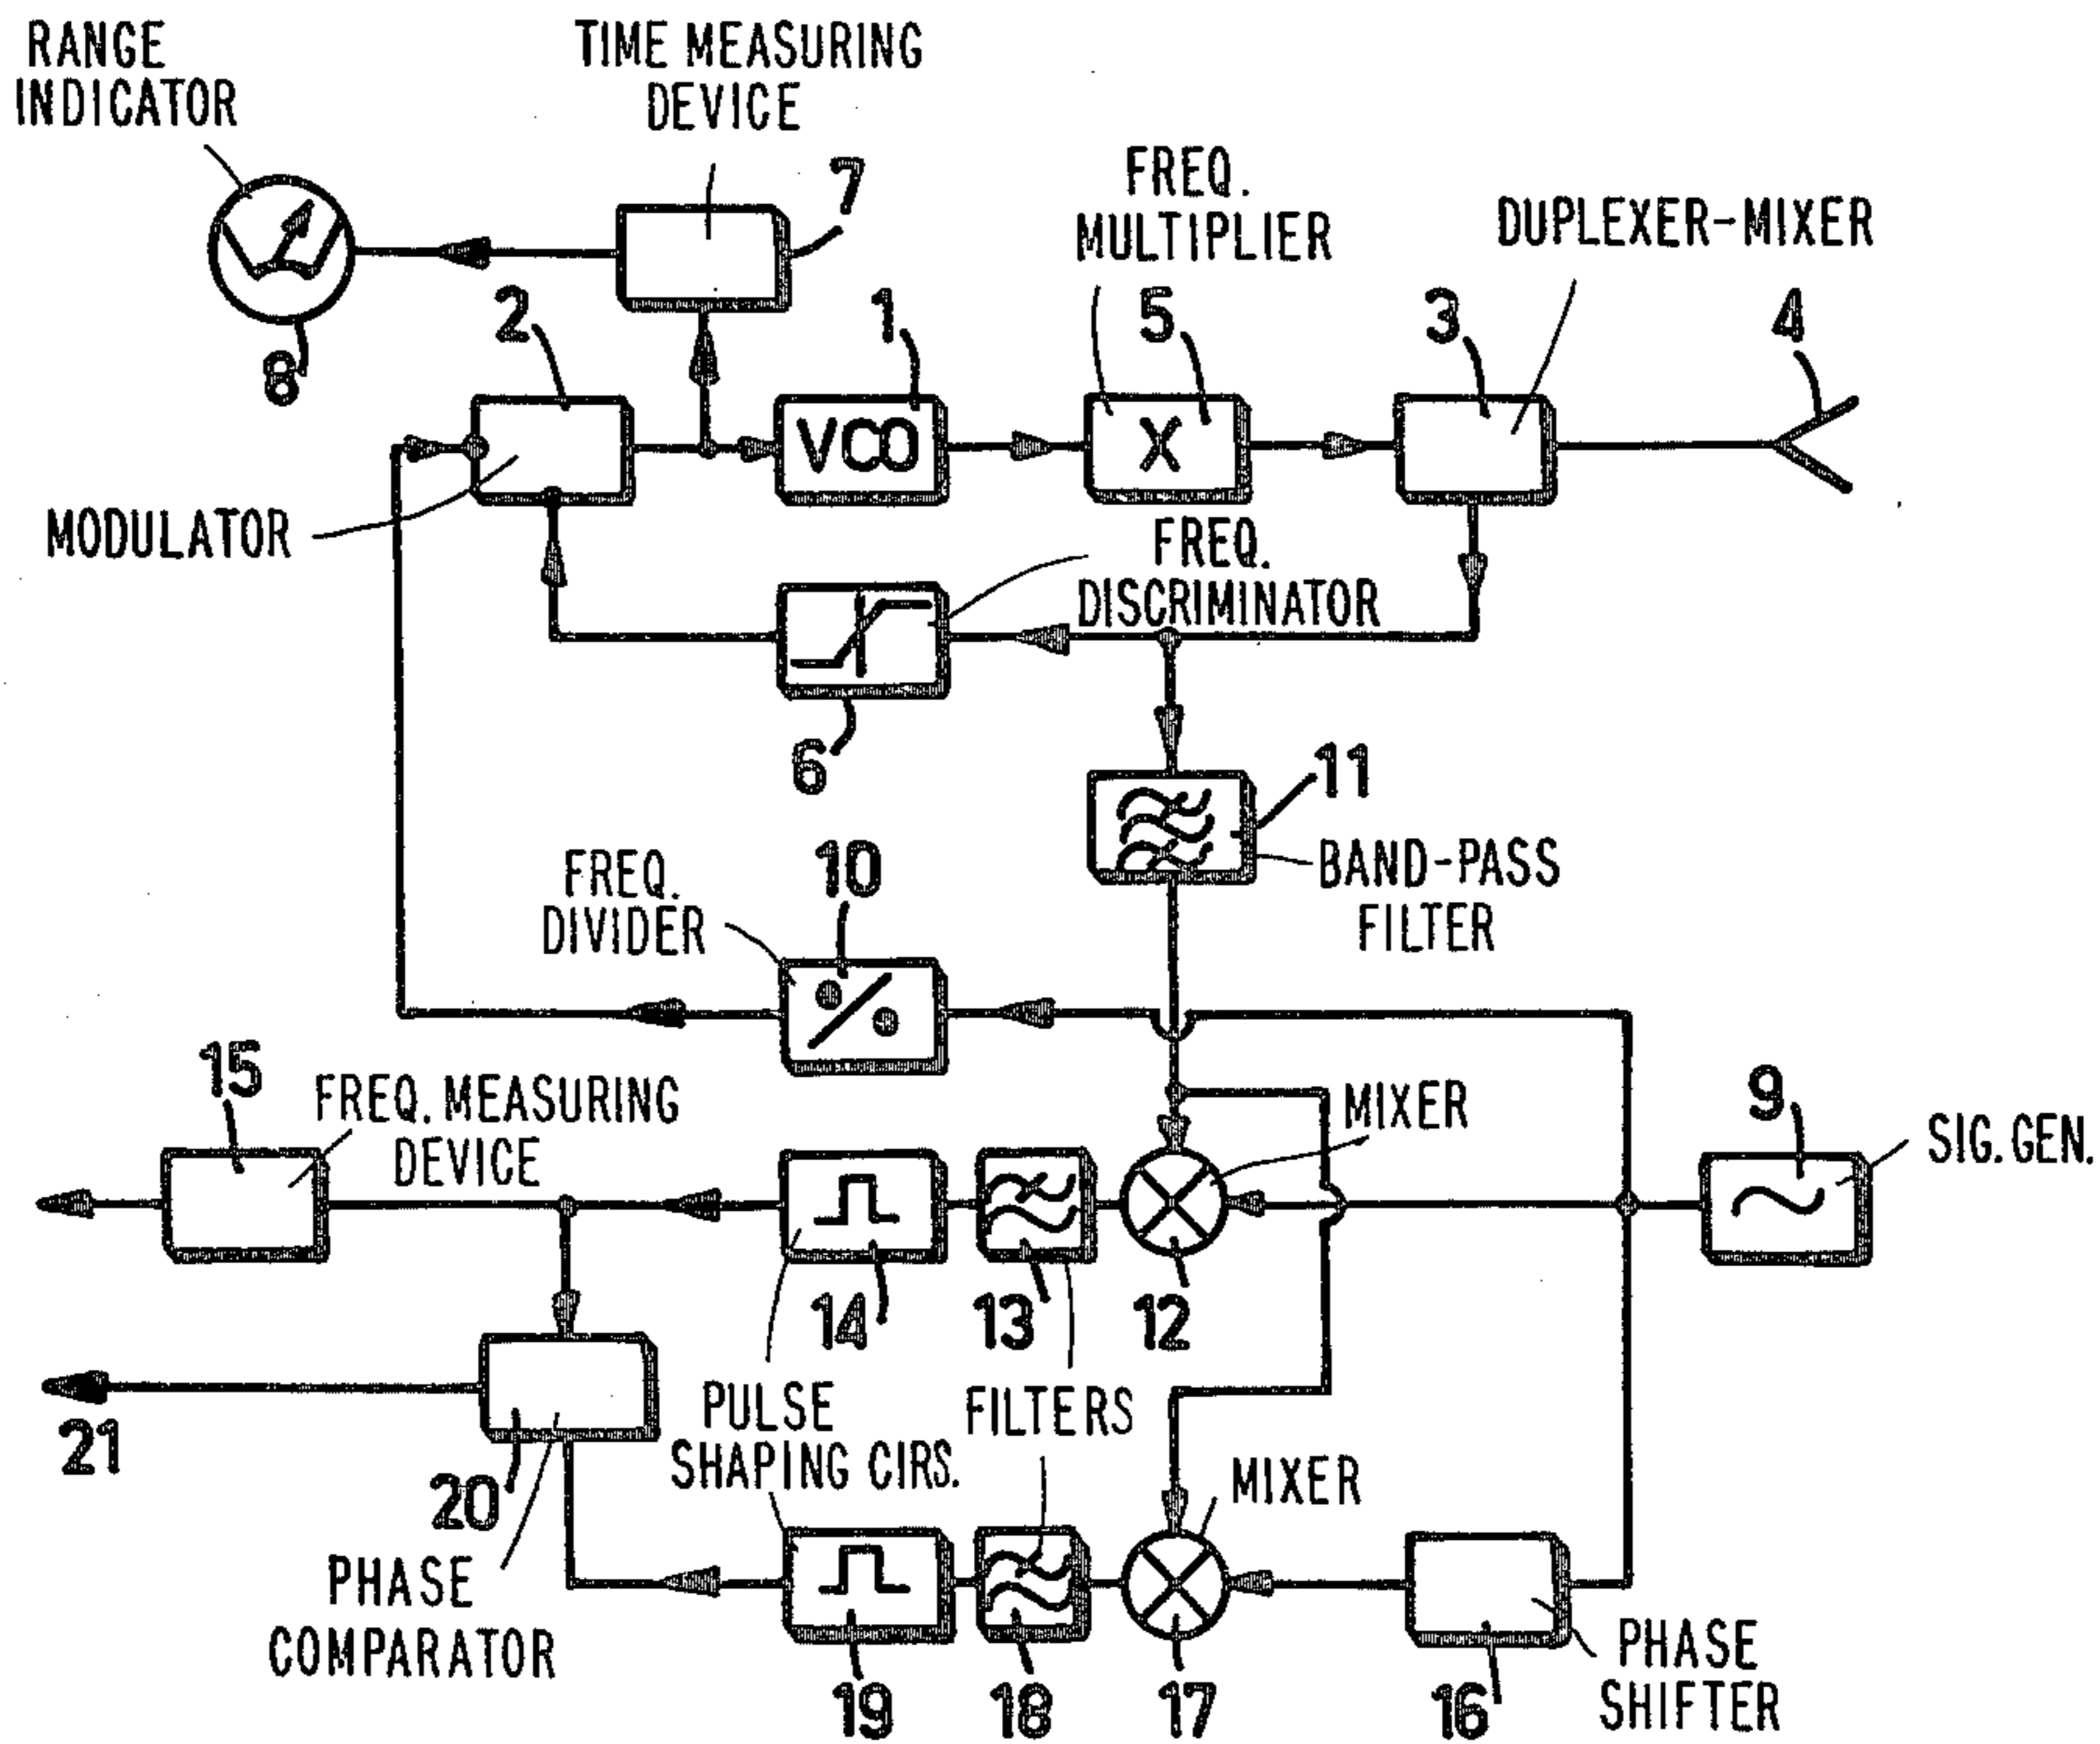 RANGE
INDICATOR
TIME MEASURING
DEVICE
7
FREQ.
MULTIPLIER
DUPLEXER-MIXER
8
2
1
5
3
4
VCO
X
MODULATOR
FREQ.
DISCRIMINATOR
6
11
BAND-PASS
FILTER
FREQ.
DIVIDER
10
15
FREQ. MEASURING
DEVICE
MIXER
9
SIG. GEN.
14
13
12
21
20
PULSE
SHAPING CIRS.
FILTERS
MIXER
PHASE
COMPARATOR
19
18
17
16
PHASE
SHIFTER